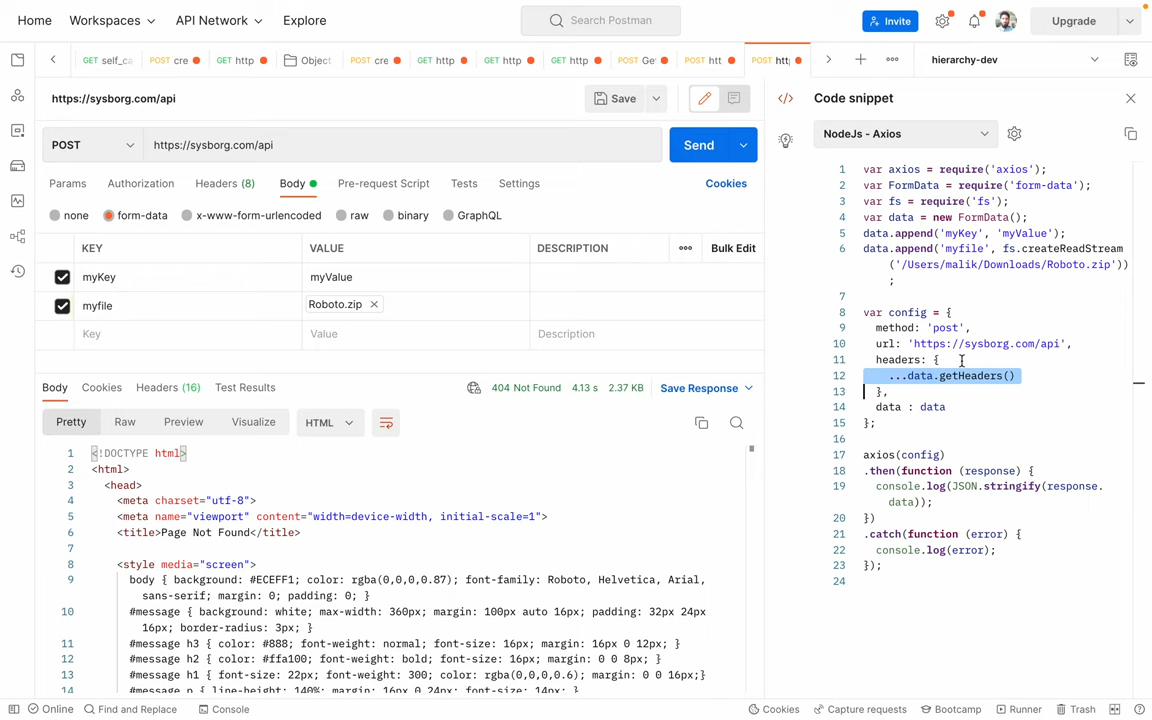 Home Workspaces API Network Explore Search Postman Invite Upgrade
GET self_ca POST cre GET http Object POST cre GET http GET http GET http POST Ge POST htt POST htt hierarchy-dev
https://sysborg.com/api Save Code snippet
POST https://sysborg.com/api Send NodeJs - Axios
Params Authorization Headers (8) Body Pre-request Script Tests Settings Cookies
none form-data x-www-form-urlencoded raw binary GraphQL
KEY VALUE DESCRIPTION Bulk Edit
myKey myValue
myfile Roboto.zip
Key Value Description
1 var axios = require('axios');
2 var FormData = require('form-data');
3 var fs = require('fs');
4 var data = new FormData();
5 data.append('myKey', 'myValue');
6 data.append('myfile', fs.createReadStream
('/Users/malik/Downloads/Roboto.zip'))
;
7
8 var config = {
9 method: 'post',
10 url: 'https://sysborg.com/api',
11 headers: {
12 ...data.getHeaders()
13 },
14 data : data
15 };
16
17 axios(config)
18 .then(function (response) {
19 console.log(JSON.stringify(response.
data));
20 })
21 .catch(function (error) {
22 console.log(error);
23 });
24
Body Cookies Headers (16) Test Results 404 Not Found 4.13 s 2.37 KB Save Response
Pretty Raw Preview Visualize HTML
1 <!DOCTYPE html>
2 <html>
3 <head>
4 <meta charset="utf-8">
5 <meta name="viewport" content="width=device-width, initial-scale=1">
6 <title>Page Not Found</title>
7
8 <style media="screen">
9 body { background: #ECEFF1; color: rgba(0,0,0,0.87); font-family: Roboto, Helvetica, Arial,
sans-serif; margin: 0; padding: 0; }
10 #message { background: white; max-width: 360px; margin: 100px auto 16px; padding: 32px 24px
16px; border-radius: 3px; }
11 #message h3 { color: #888; font-weight: normal; font-size: 16px; margin: 16px 0 12px; }
12 #message h2 { color: #ffa100; font-weight: bold; font-size: 16px; margin: 0 0 8px; }
13 #message h1 { font-size: 22px; font-weight: 300; color: rgba(0,0,0,0.6); margin: 0 0 16px;}
14 #message p { line-height: 140%; margin: 16px 0 24px; font-size: 14px; }
Online Find and Replace Console Cookies Capture requests Bootcamp Runner Trash